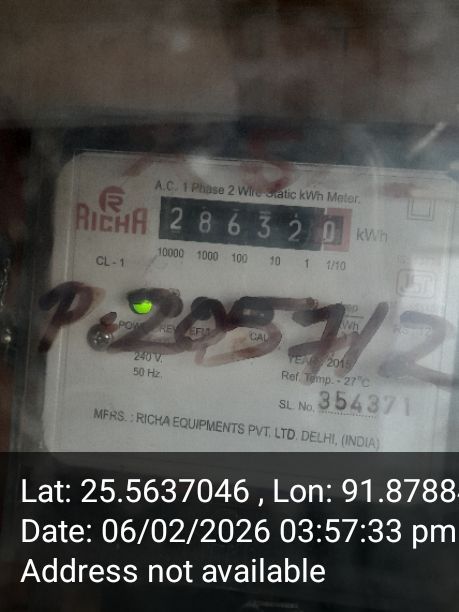 A.C. 1 Phase 2 Wire Static kWh Meter.
R
RICHA
286320 kWh
10000 1000 100 10 1 1/10
CL - 1
P. 205712
240 V.
50 Hz.
Ref. Temp. - 27°C
SL. No. 354371
MFRS. : RICHA EQUIPMENTS PVT. LTD. DELHI, (INDIA)
Lat: 25.5637046 , Lon: 91.8788
Date: 06/02/2026 03:57:33 pm
Address not available